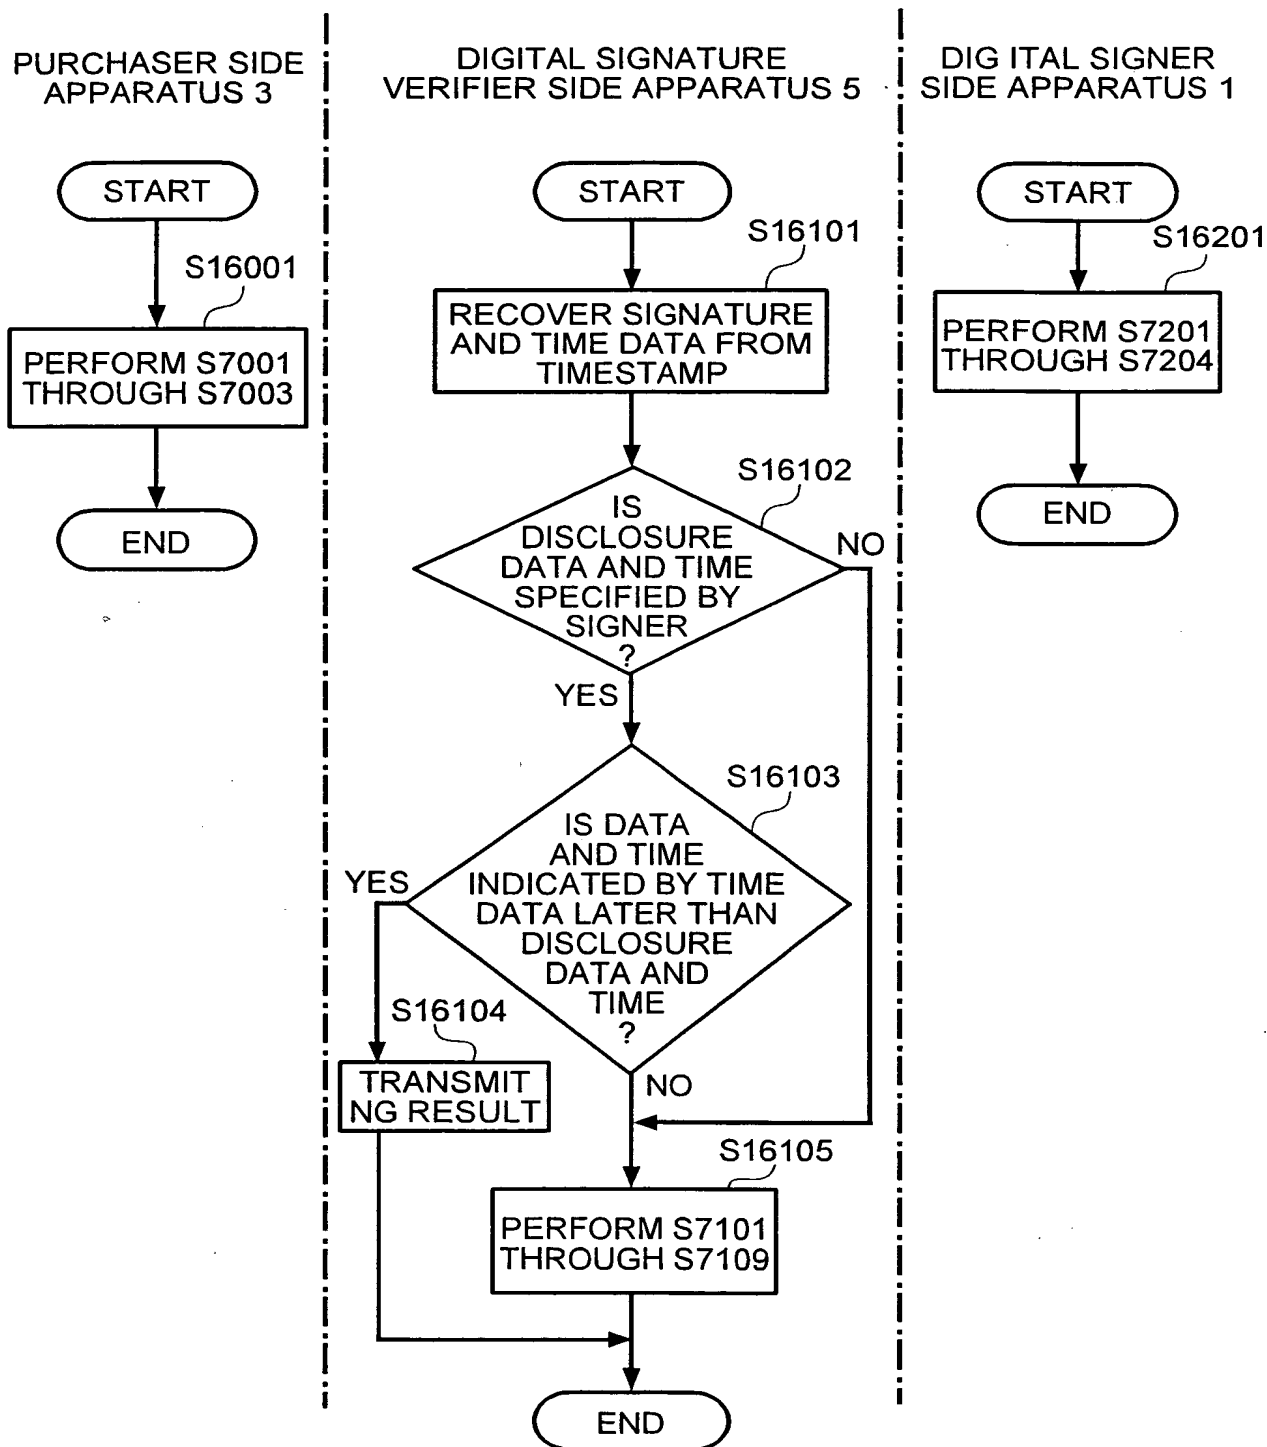 PURCHASER SIDE
APPARATUS 3
START
S16001
PERFORM S7001
THROUGH S7003
END
DIGITAL SIGNATURE
VERIFIER SIDE APPARATUS 5
START
S16101
RECOVER SIGNATURE
AND TIME DATA FROM
TIMESTAMP
S16102
IS
DISCLOSURE
DATA AND TIME
SPECIFIED BY
SIGNER
?
NO
YES
S16103
IS DATA
AND TIME
INDICATED BY TIME
DATA LATER THAN
DISCLOSURE
DATA AND
TIME
?
YES
S16104
TRANSMIT
NG RESULT
NO
S16105
PERFORM S7101
THROUGH S7109
END
DIG ITAL SIGNER
SIDE APPARATUS 1
START
S16201
PERFORM S7201
THROUGH S7204
END